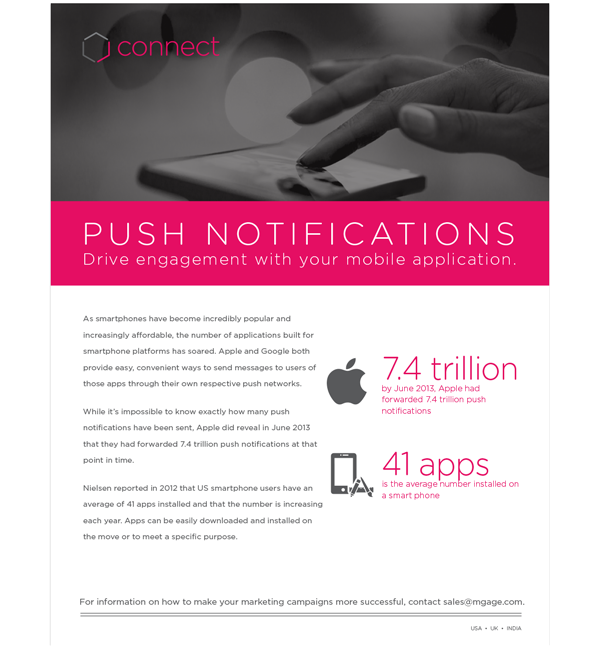 connect
PUSH NOTIFICATIONS
Drive engagement with your mobile application.
As smartphones have become incredibly popular and
increasingly affordable, the number of applications built for
smartphone platforms has soared. Apple and Google both
provide easy, convenient ways to send messages to users of
those apps through their own respective push networks.
While it's impossible to know exactly how many push
notifications have been sent, Apple did reveal in June 2013
that they had forwarded 7.4 trillion push notifications at that
point in time.
Nielsen reported in 2012 that US smartphone users have an
average of 41 apps installed and that the number is increasing
each year. Apps can be easily downloaded and installed on
the move or to meet a specific purpose.
7.4 trillion
by June 2013, Apple had
forwarded 7.4 trillion push
notifications
41 apps
is the average number installed on
a smart phone
For information on how to make your marketing campaigns more successful, contact sales@mgage.com.
USA • UK • INDIA